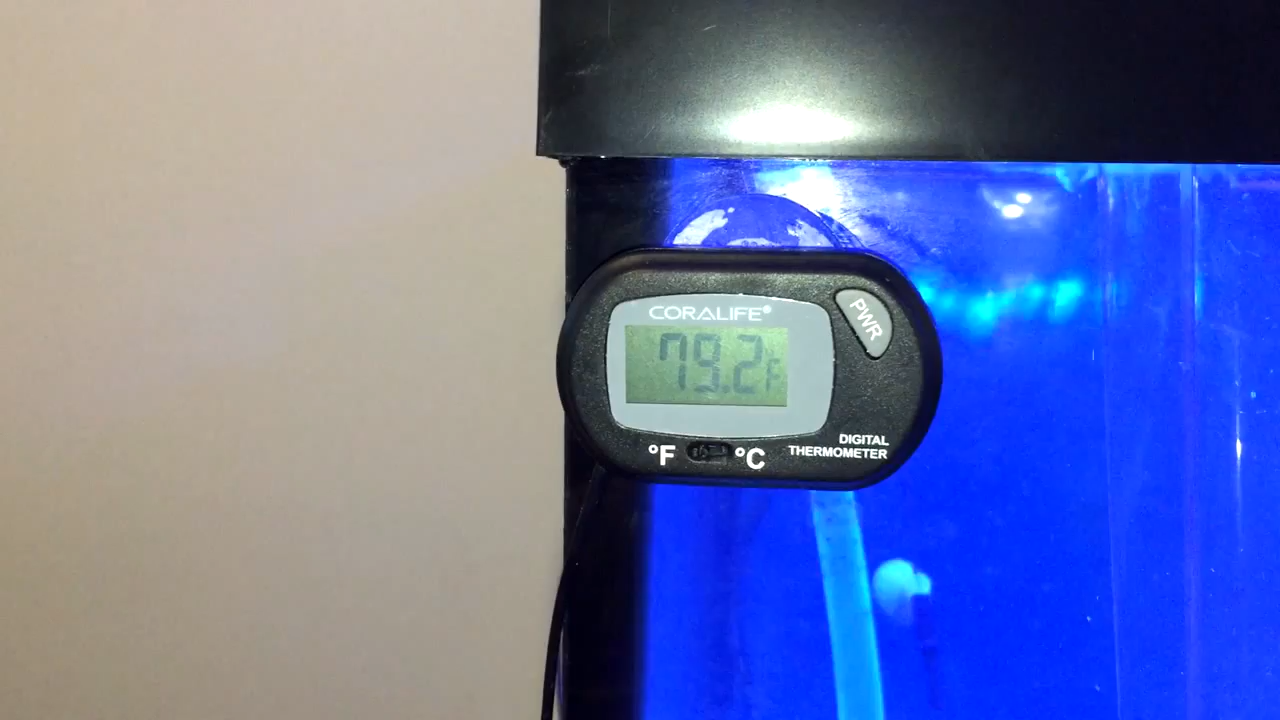 CORALIFE®
PWR
79.2F
°F °C
DIGITAL
THERMOMETER